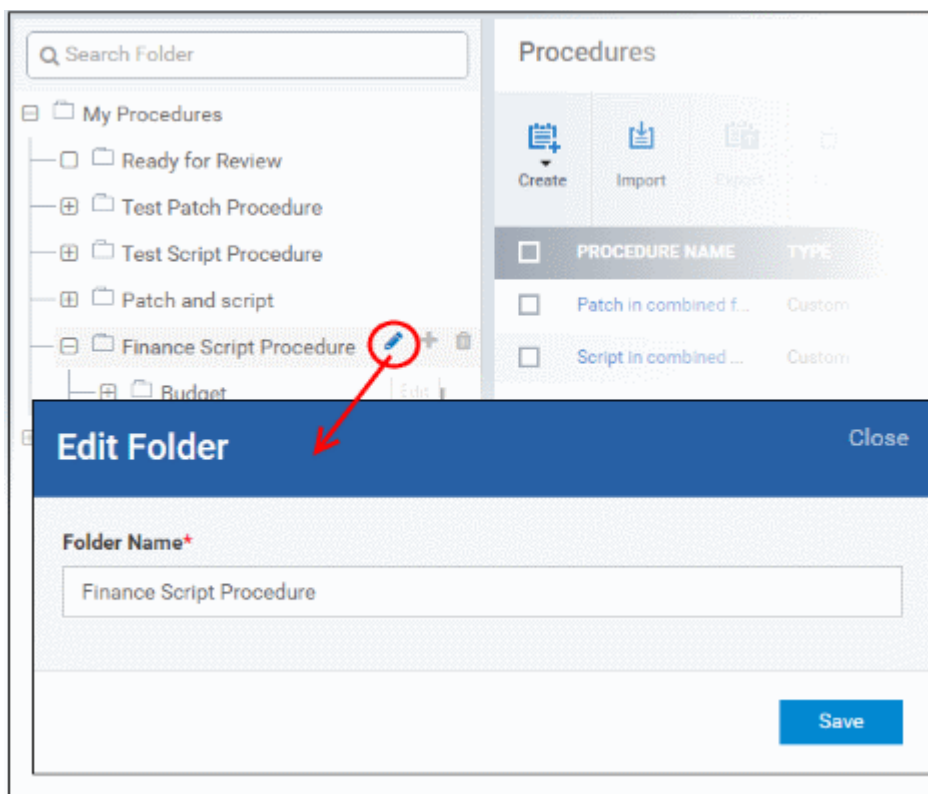 Search Folder
My Procedures
Ready for Review
Test Patch Procedure
Test Script Procedure
Patch and script
Finance Script Procedure
Budget
Edit
Procedures
Create
Import
Export
PROCEDURE NAME TYPE
Patch in combined f... Custom
Script in combined ... Custom
Edit Folder
Close
Folder Name*
Finance Script Procedure
Save